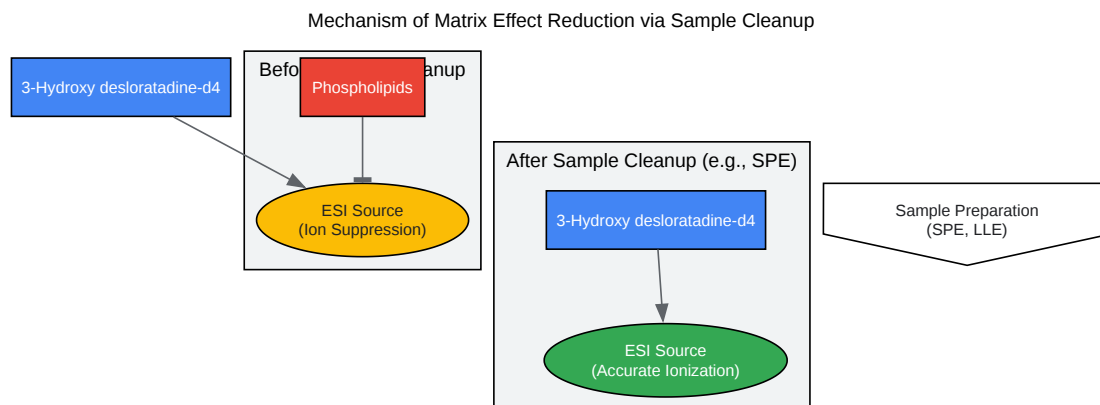 Mechanism of Matrix Effect Reduction via Sample Cleanup
3-Hydroxy desloratadine-d4
Phospholipids
ESI Source
(Ion Suppression)
After Sample Cleanup (e.g., SPE)
3-Hydroxy desloratadine-d4
ESI Source
(Accurate Ionization)
Sample Preparation
(SPE, LLE)